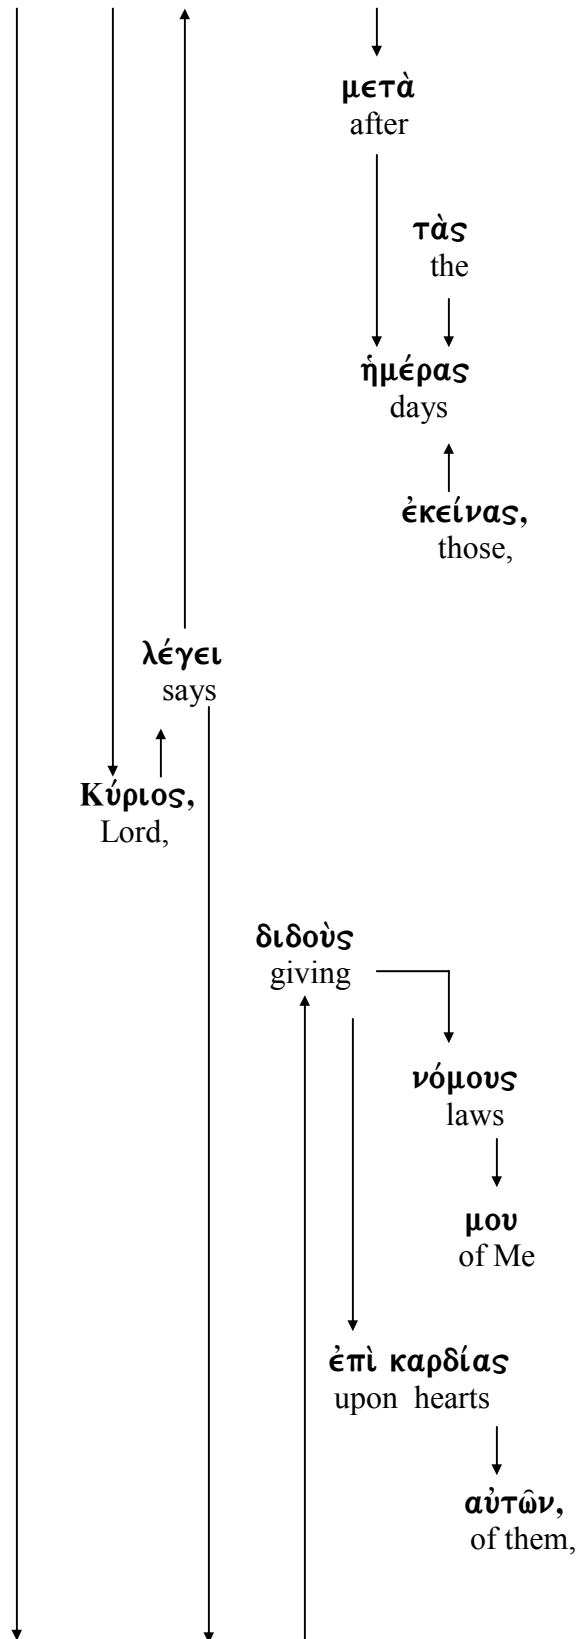 μετὰ
after
τὰς
the
ἡμέρας
days
ἐκείνας,
those,
λέγει
says
Κύριος,
Lord,
διδοὺς
giving
νόμους
laws
μου
of Me
ἐπὶ καρδίας
upon hearts
αὐτῶν,
of them,